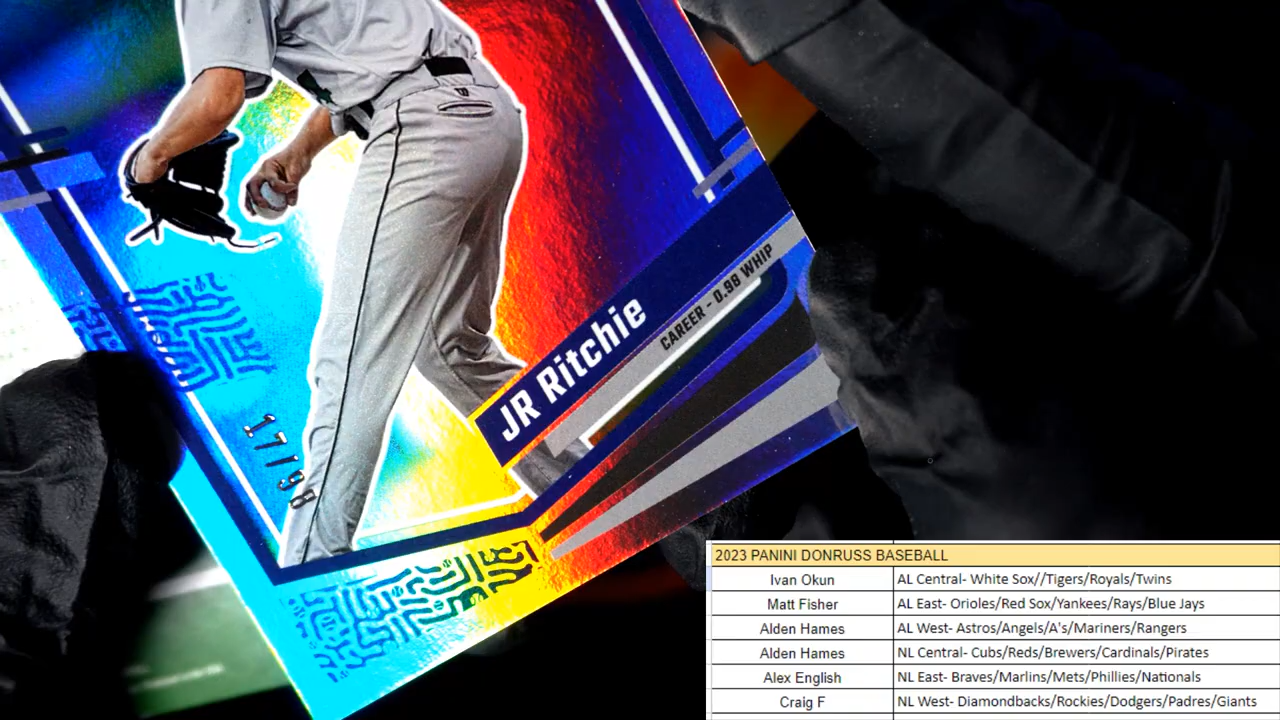 CAREER - 0.98 WHIP
JR Ritchie
17/98
2023 PANINI DONRUSS BASEBALL
Ivan Okun AL Central- White Sox//Tigers/Royals/Twins
Matt Fisher AL East- Orioles/Red Sox/Yankees/Rays/Blue Jays
Alden Hames AL West- Astros/Angels/A's/Mariners/Rangers
Alden Hames NL Central- Cubs/Reds/Brewers/Cardinals/Pirates
Alex English NL East- Braves/Marlins/Mets/Phillies/Nationals
Craig F NL West- Diamondbacks/Rockies/Dodgers/Padres/Giants